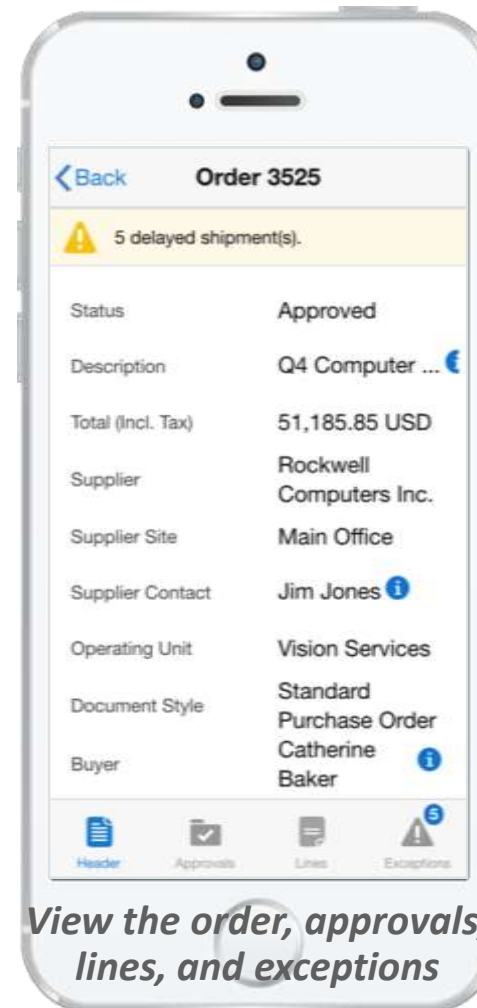 Back Order 3525
5 delayed shipment(s).
Status Approved
Description Q4 Computer ...
Total (Incl. Tax) 51,185.85 USD
Supplier Rockwell
Computers Inc.
Supplier Site Main Office
Supplier Contact Jim Jones
Operating Unit Vision Services
Document Style Standard
Purchase Order
Buyer Catherine
Baker
5
Header Approvals Lines Exceptions
View the order, approvals,
lines, and exceptions